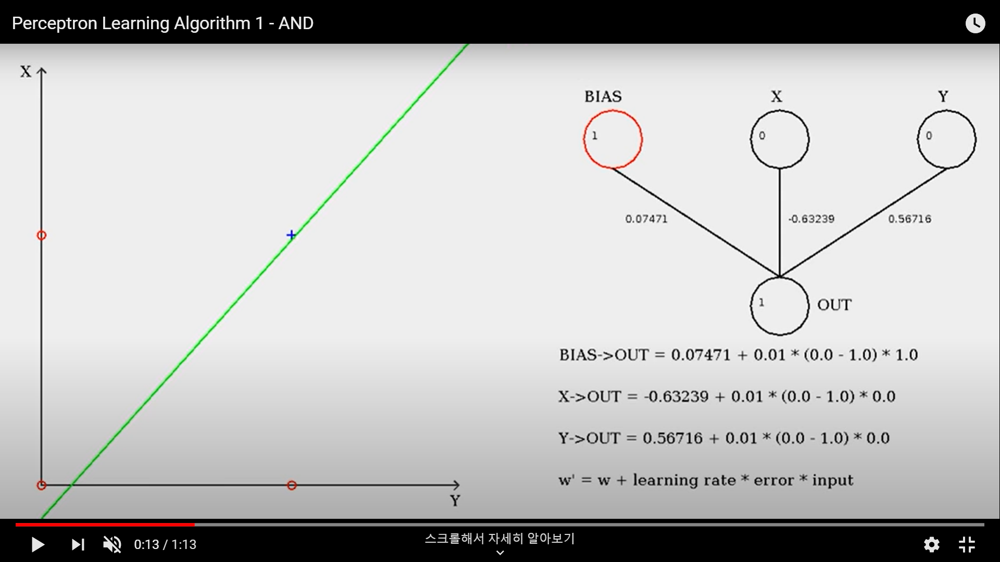 Perceptron Learning Algorithm 1 - AND
X
BIAS
X
Y
1
0
0
0.07471
-0.63239
0.56716
1
OUT
BIAS->OUT = 0.07471 + 0.01 * (0.0 - 1.0) * 1.0
X->OUT = -0.63239 + 0.01 * (0.0 - 1.0) * 0.0
Y->OUT = 0.56716 + 0.01 * (0.0 - 1.0) * 0.0
w' = w + learning rate * error * input
Y
0:13 / 1:13
스크롤해서 자세히 알아보기